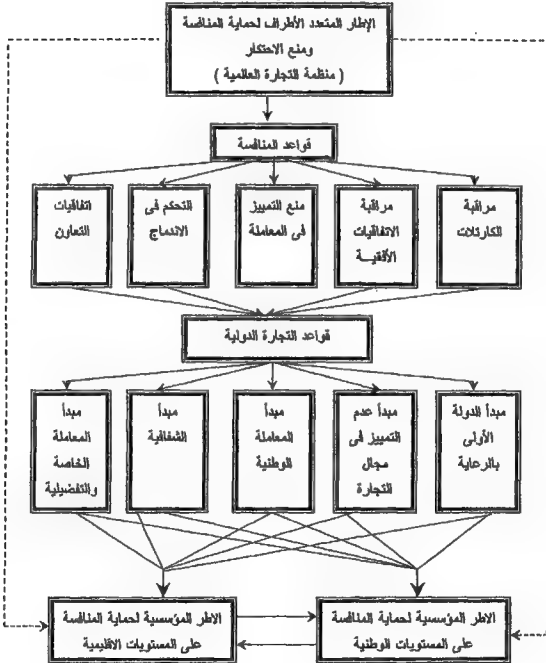 الإطار المتعدد الأطراف لحماية المنافسة
ومنع الاحتكار
( منظمة التجارة العالمية )
قواعد المنافسة
مراقبة
الكارتلات
مراقبة
الاتفاقيات
الأفقيــة
منع التمييز
فى المعاملة
التحكم فى
الاندماج
اتفاقيات
التعاون
قواعد التجارة الدولية
مبدأ الدولة
الأولى
بالرعاية
مبدأ عدم
التمييز فى
مجال
التجارة
مبدأ
المعاملة
الوطنية
مبدأ
الشفافية
مبدأ
المعاملة
الخاصة
والتفضيلية
الاطر المؤسسية لحماية المنافسة
على المستويات الوطنية
الاطر المؤسسية لحماية المنافسة
على المستويات الاقليمية